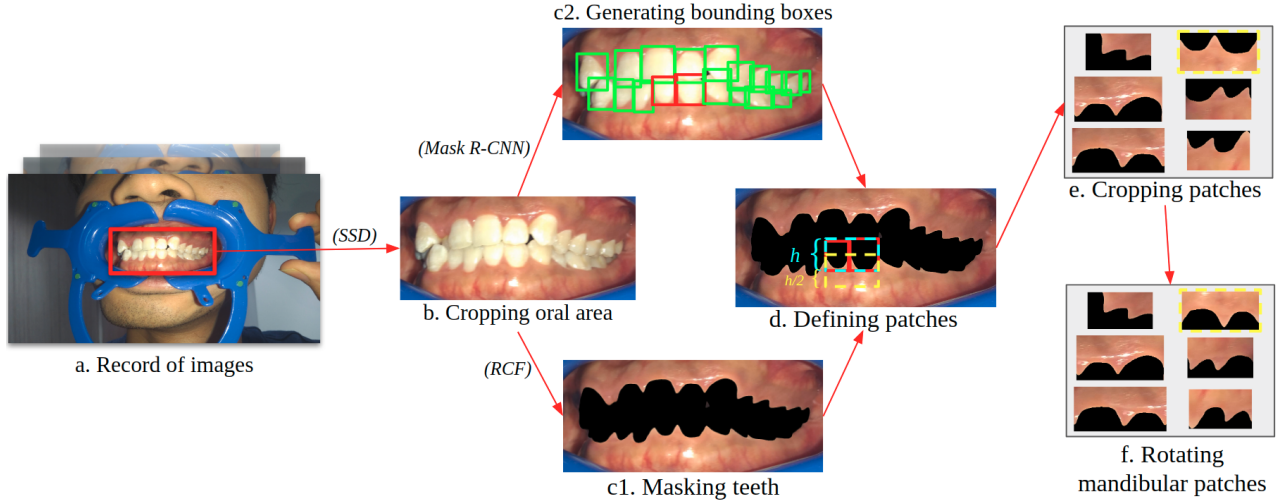 c2. Generating bounding boxes
(Mask R-CNN)
(SSD)
a. Record of images
b. Cropping oral area
(RCF)
c1. Masking teeth
h {
h/2 {
d. Defining patches
e. Cropping patches
f. Rotating
mandibular patches